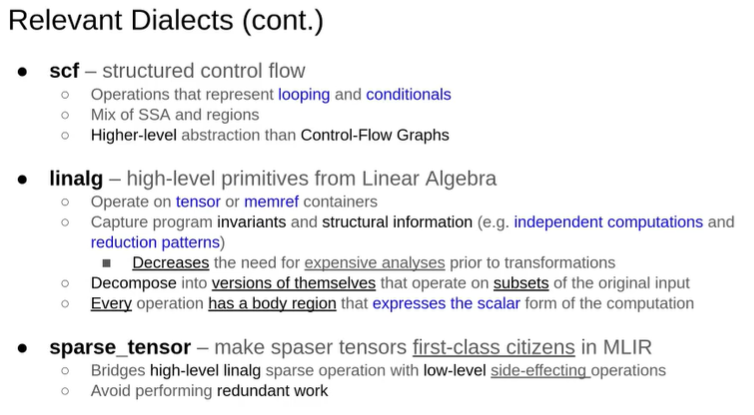 Relevant Dialects (cont.)
● scf – structured control flow
○ Operations that represent looping and conditionals
○ Mix of SSA and regions
○ Higher-level abstraction than Control-Flow Graphs
● linalg – high-level primitives from Linear Algebra
○ Operate on tensor or memref containers
○ Capture program invariants and structural information (e.g. independent computations and
reduction patterns)
■ Decreases the need for expensive analyses prior to transformations
○ Decompose into versions of themselves that operate on subsets of the original input
○ Every operation has a body region that expresses the scalar form of the computation
● sparse_tensor – make spaser tensors first-class citizens in MLIR
○ Bridges high-level linalg sparse operation with low-level side-effecting operations
○ Avoid performing redundant work